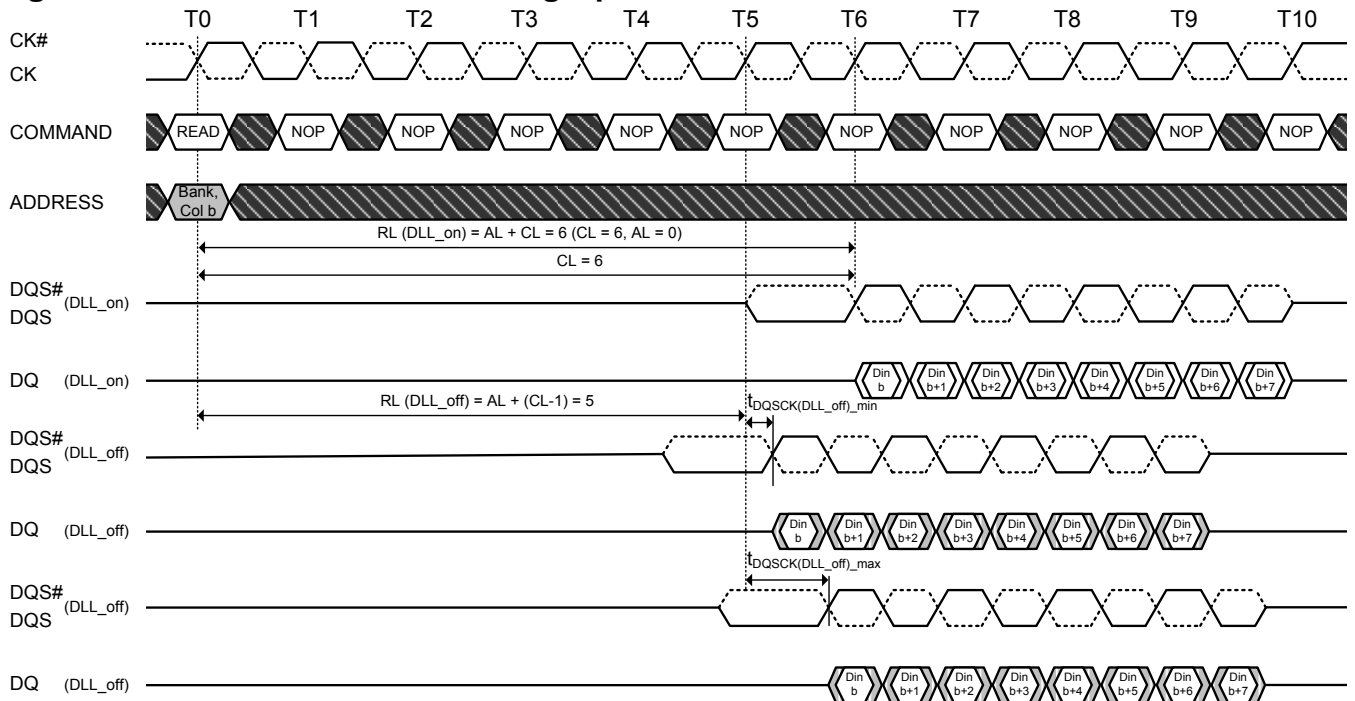 T0 T1 T2 T3 T4 T5 T6 T7 T8 T9 T10
CK#
CK
COMMAND READ NOP NOP NOP NOP NOP NOP NOP NOP NOP NOP
ADDRESS Bank, Col b
RL (DLL_on) = AL + CL = 6 (CL = 6, AL = 0)
CL = 6
DQS# (DLL_on)
DQS
DQ (DLL_on) Din b Din b+1 Din b+2 Din b+3 Din b+4 Din b+5 Din b+6 Din b+7
RL (DLL_off) = AL + (CL-1) = 5 tDQSCK(DLL_off)_min
DQS# (DLL_off)
DQS
DQ (DLL_off) Din b Din b+1 Din b+2 Din b+3 Din b+4 Din b+5 Din b+6 Din b+7
tDQSCK(DLL_off)_max
DQS# (DLL_off)
DQS
DQ (DLL_off) Din b Din b+1 Din b+2 Din b+3 Din b+4 Din b+5 Din b+6 Din b+7